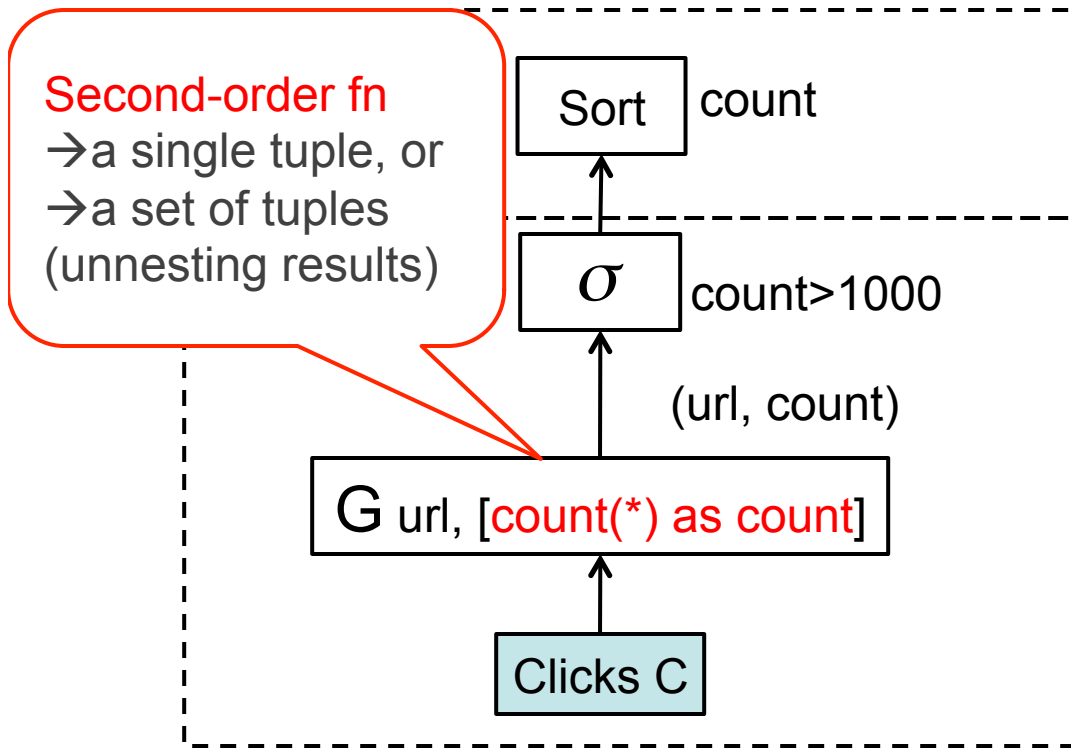 Second-order fn
→a single tuple, or
→a set of tuples
(unnesting results)
Sort
count
σ
count>1000
(url, count)
G url, [count(*) as count]
Clicks C